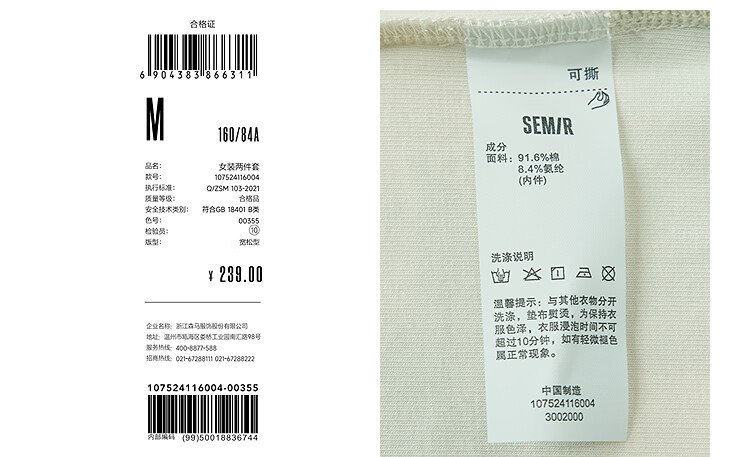 合格证
6904383866311
M
160/84A
品名: 女装两件套
款号: 107524116004
执行标准: Q/ZSM 103-2021
质量等级: 合格品
安全技术类别: 符合GB 18401 B类
色号: 00355
检验员: ⑩
版型: 宽松型
¥ 239.00
企业名称: 浙江森马服饰股份有限公司
地址: 温州市瓯海区娄桥工业园南汇路98号
服务热线: 400-8877-588
招商热线: 021-67288111 021-67288222
107524116004-00355
内部编码 (99)50018836744
可撕
SEMIR
成分
面料: 91.6%棉
8.4%氨纶
(内件)
洗涤说明
温馨提示: 与其他衣物分开
洗涤, 垫布熨烫, 为保持衣
服色泽, 衣服浸泡时间不可
超过10分钟, 如有轻微褪色
属正常现象。
中国制造
107524116004
3002000